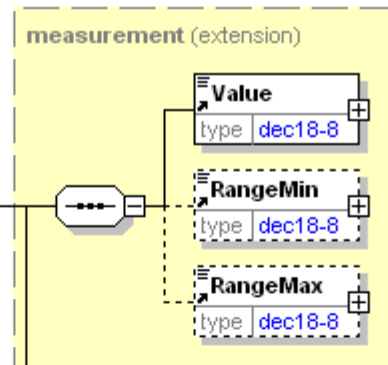 measurement (extension)
Value
type dec18-8
RangeMin
type dec18-8
RangeMax
type dec18-8